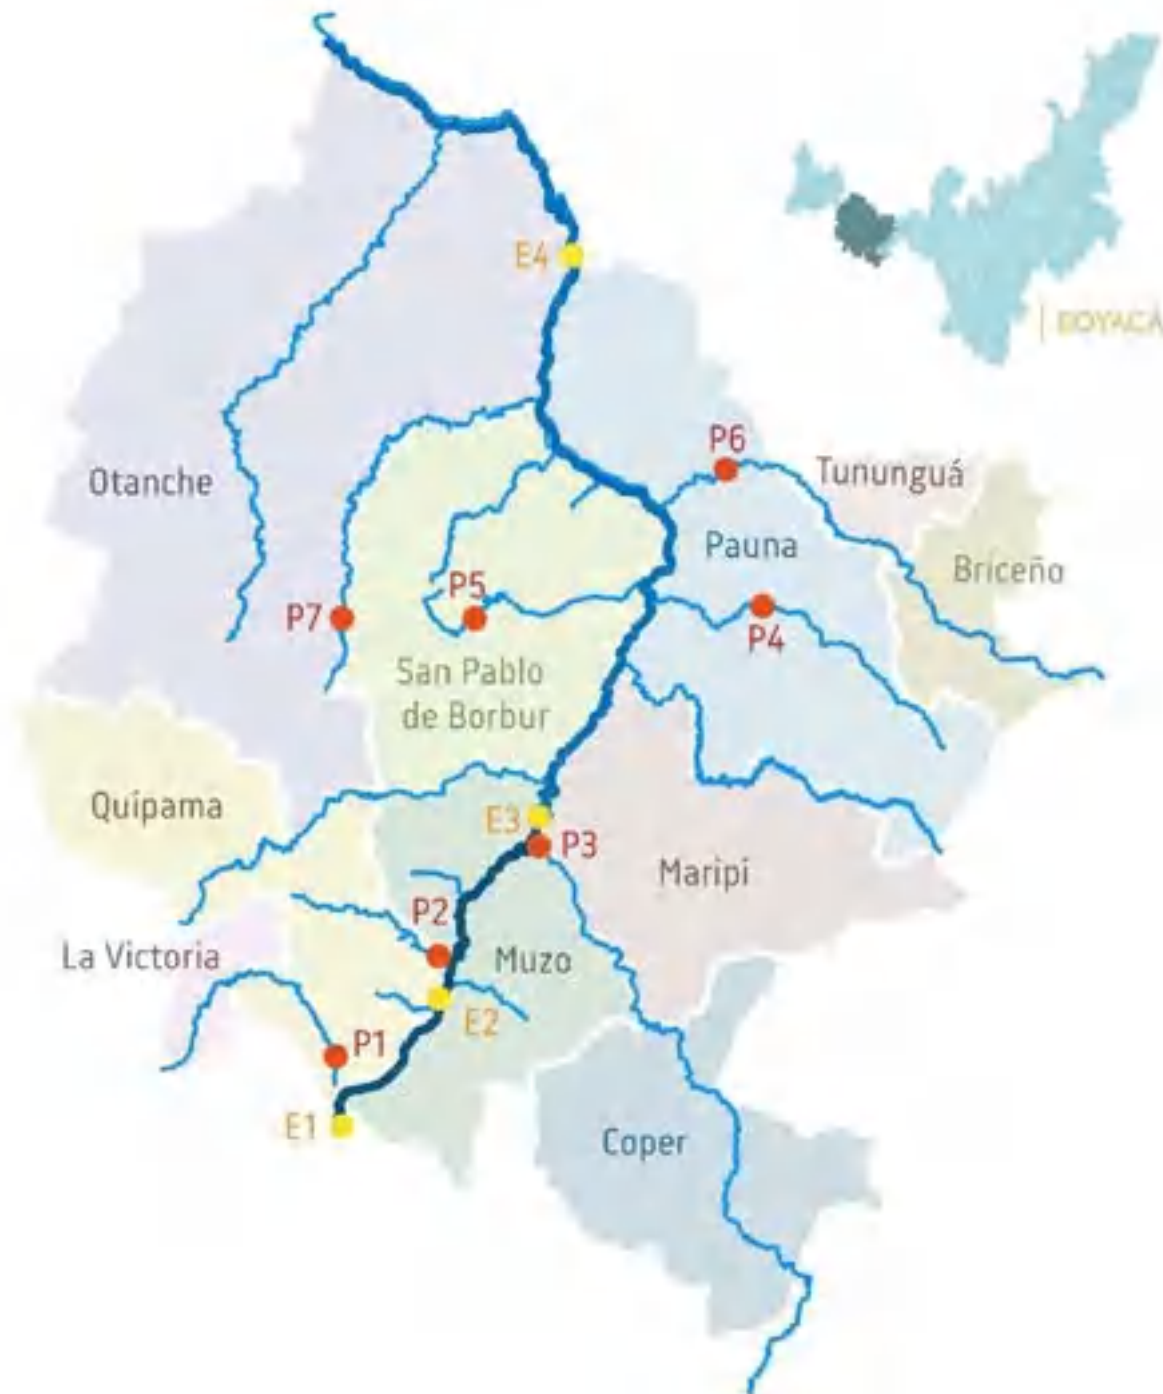 E4
BOYACÁ
P6
Otanche
Tununguá
Pauna
Briceño
P5
P7
P4
San Pablo
de Borbur
Quípama
E3
P3
Maripí
P2
La Victoria
Muzo
E2
P1
E1
Coper